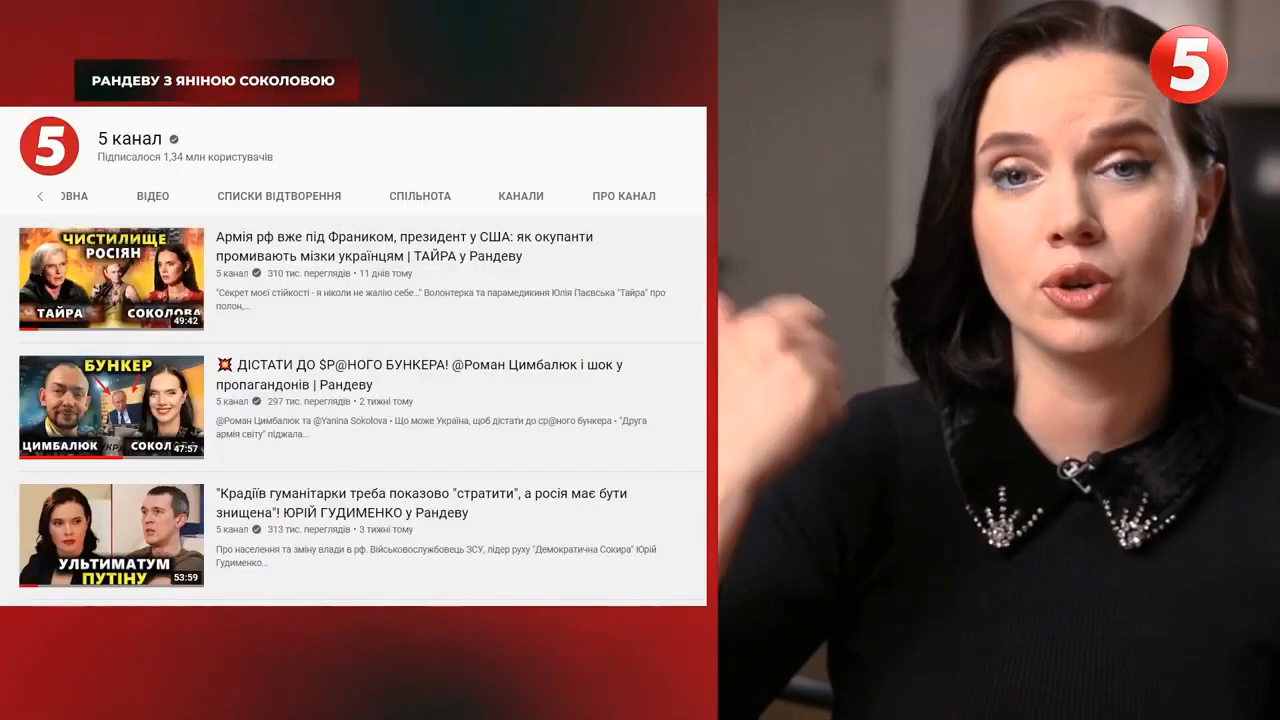 РАНДЕВУ З ЯНІНОЮ СОКОЛОВОЮ
5
5
5 канал
Підписалося 1,34 млн користувачів
ОВНА
ВІДЕО
СПИСКИ ВІДТВОРЕННЯ
СПІЛЬНОТА
КАНАЛИ
ПРО КАНАЛ
ЧИСТИЛИЩЕ
РОСІЯН
ТАЙРА
СОКОЛОВА
49:42
Армія рф вже під Фраником, президент у США: як окупанти
промивають мізки українцям | ТАЙРА у Рандеву
5 канал 310 тис. переглядів • 11 днів тому
"Секрет моєї стійкості - я ніколи не жалію себе..." Волонтерка та парамедикиня Юлія Паєвська "Тайра" про
полон,...
БУНКЕР
ЦИМБАЛЮК
УКР
СОКОЛ
47:57
ДІСТАТИ ДО $Р@НОГО БУНКЕРА! @Роман Цимбалюк і шок у
пропагандонів | Рандеву
5 канал 297 тис. переглядів • 2 тижні тому
@Роман Цимбалюк та @Yanina Sokolova • Що може Україна, щоб дістати до ср@ного бункера • "Друга
армія світу" піджала...
УЛЬТИМАТУМ
ПУТІНУ
53:59
"Крадіїв гуманітарки треба показово "стратити", а росія має бути
знищена"! ЮРІЙ ГУДИМЕНКО у Рандеву
5 канал 313 тис. переглядів • 3 тижні тому
Про населення та зміну влади в рф. Військовослужбовець ЗСУ, лідер руху "Демократична Сокира" Юрій
Гудименко...